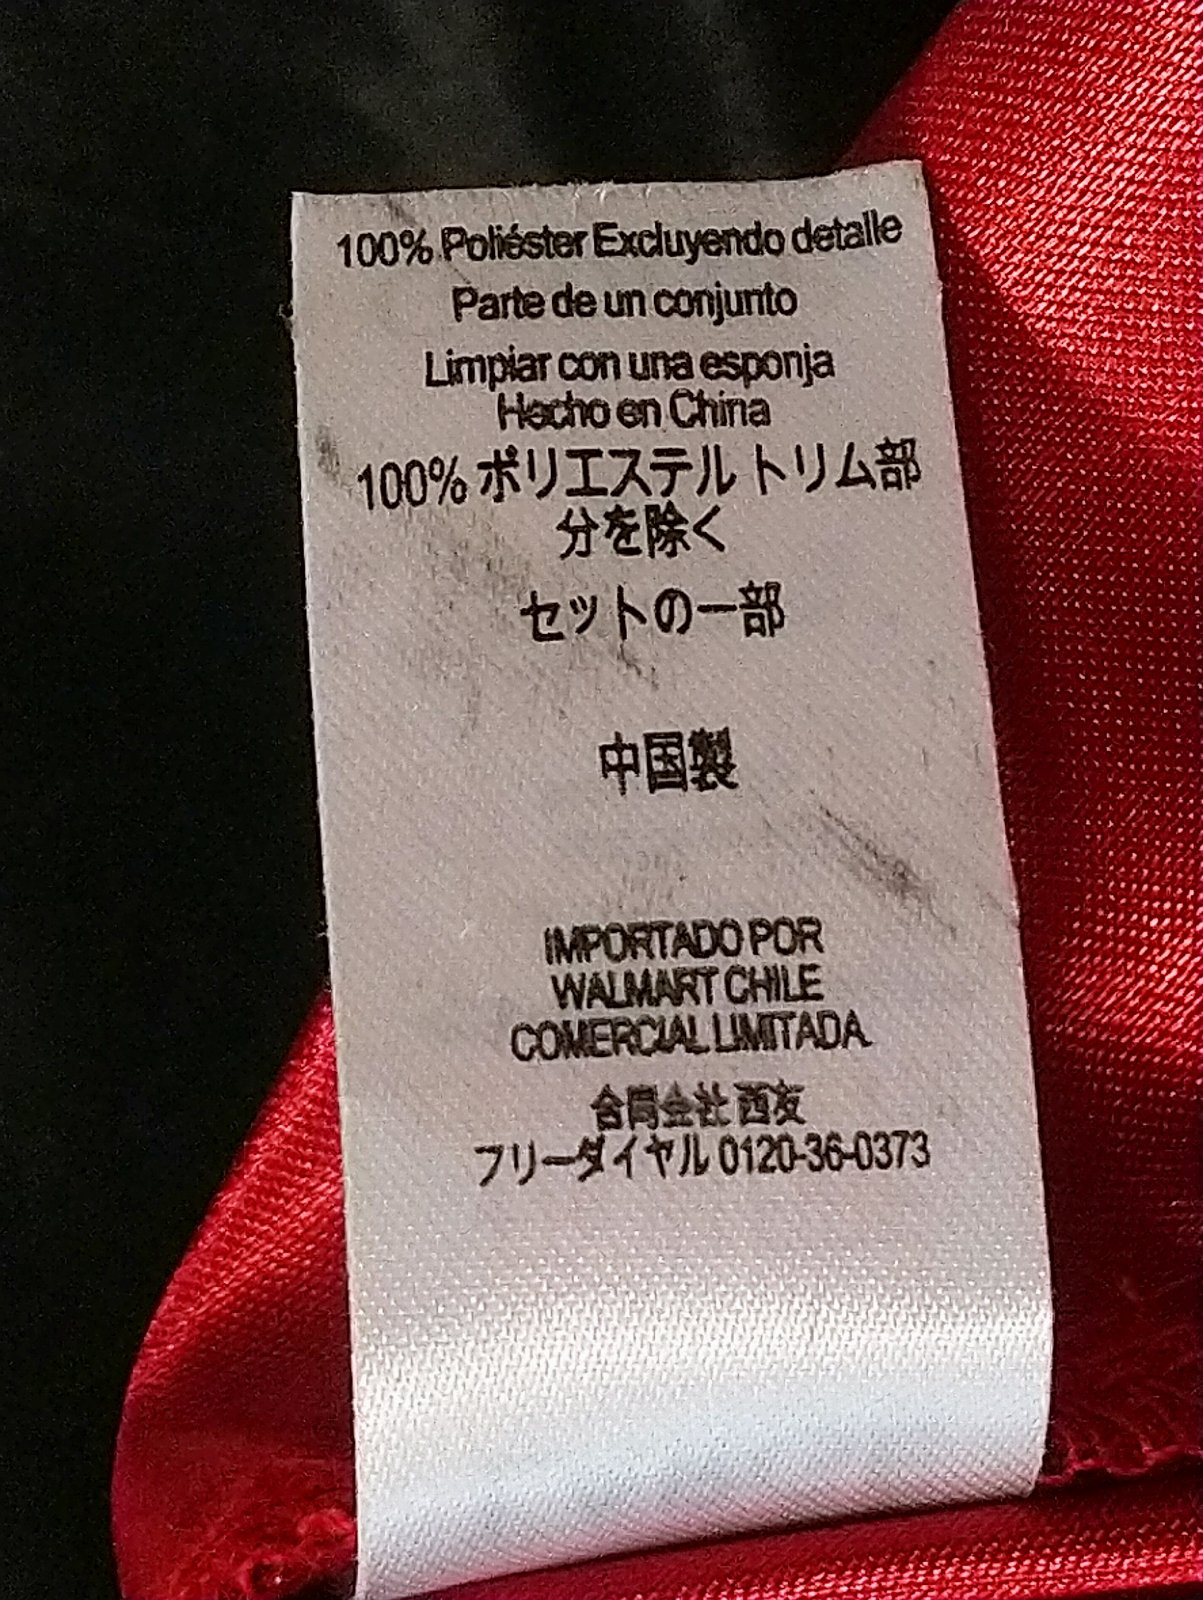 100% Poliéster Excluyendo detalle
Parte de un conjunto
Limpiar con una esponja
Hecho en China
100% ポリエステル トリム部
分を除く
セットの一部
中国製
IMPORTADO POR
WALMART CHILE
COMERCIAL LIMITADA.
合同会社 西友
フリーダイヤル 0120-36-0373